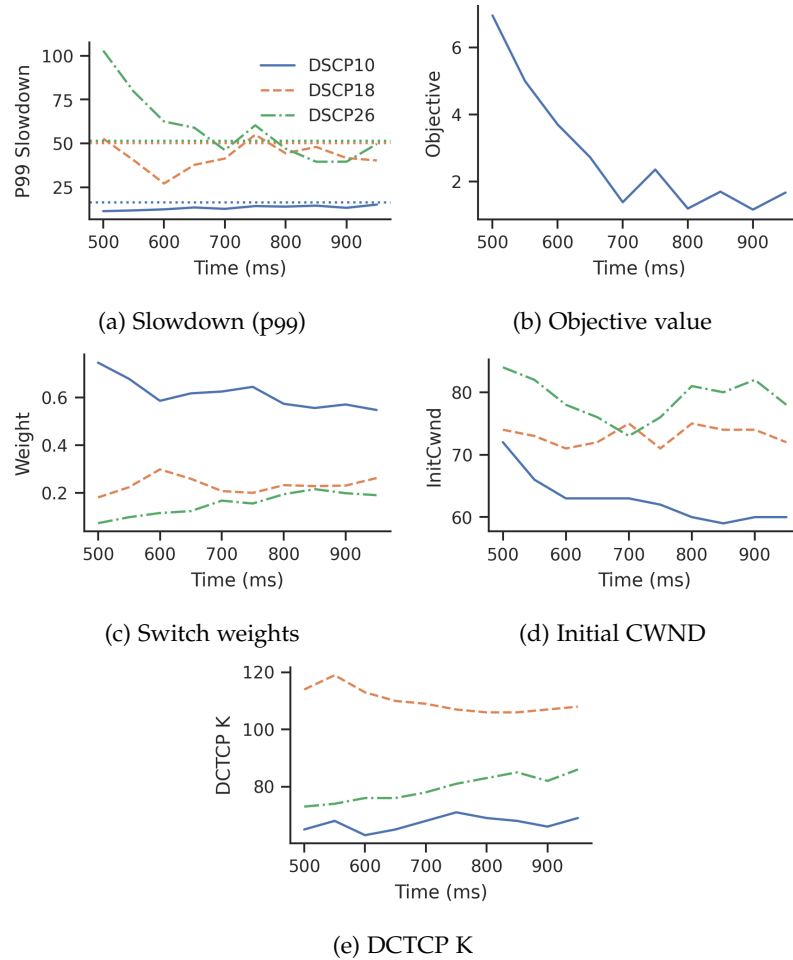 100
75
50
25
P99 Slowdown
DSCP10
DSCP18
DSCP26
500 600 700 800 900
Time (ms)
(a) Slowdown (p99)
6
4
2
Objective
500 600 700 800 900
Time (ms)
(b) Objective value
0.6
0.4
0.2
Weight
500 600 700 800 900
Time (ms)
(c) Switch weights
80
70
60
InitCwnd
500 600 700 800 900
Time (ms)
(d) Initial CWND
120
100
80
DCTCP K
500 600 700 800 900
Time (ms)
(e) DCTCP K